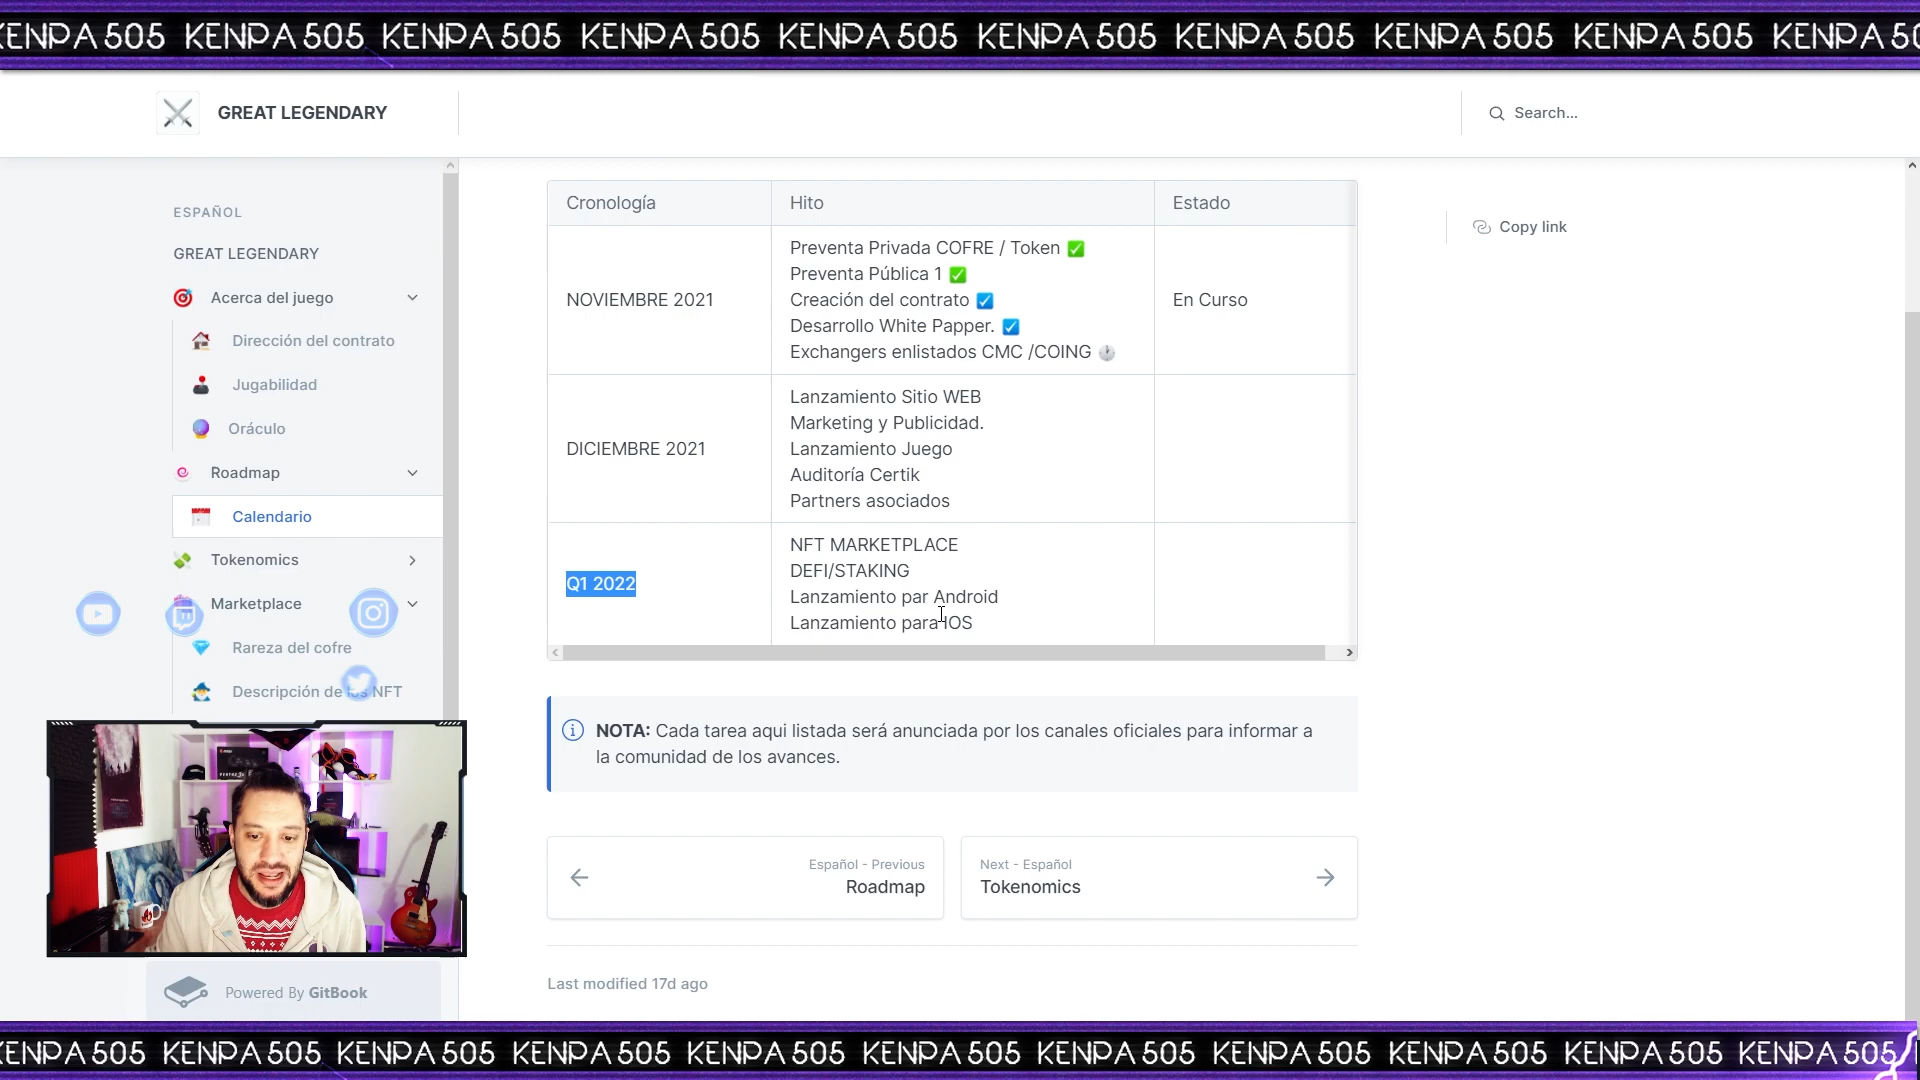 KENPA 505 KENPA 505 KENPA 505 KENPA 505 KENPA 505 KENPA 505 KENPA 505 KENPA 505 KENPA 505 KENPA 50
GREAT LEGENDARY
Search...
ESPAÑOL
GREAT LEGENDARY
Acerca del juego
Dirección del contrato
Jugabilidad
Oráculo
Roadmap
Calendario
Tokenomics
Marketplace
Rareza del cofre
Descripción de los NFT
Powered By GitBook
Cronología Hito Estado
NOVIEMBRE 2021
Preventa Privada COFRE / Token ✅
Preventa Pública 1 ✅
Creación del contrato ☑️
Desarrollo White Papper. ☑️
Exchangers enlistados CMC /COING 🕐
En Curso
DICIEMBRE 2021
Lanzamiento Sitio WEB
Marketing y Publicidad.
Lanzamiento Juego
Auditoría Certik
Partners asociados
Q1 2022
NFT MARKETPLACE
DEFI/STAKING
Lanzamiento par Android
Lanzamiento para IOS
NOTA: Cada tarea aqui listada será anunciada por los canales oficiales para informar a
la comunidad de los avances.
Español - Previous
Roadmap
Next - Español
Tokenomics
Last modified 17d ago
Copy link
KENPA 505 KENPA 505 KENPA 505 KENPA 505 KENPA 505 KENPA 505 KENPA 505 KENPA 505 KENPA 505 KENPA 505 KENPA 505